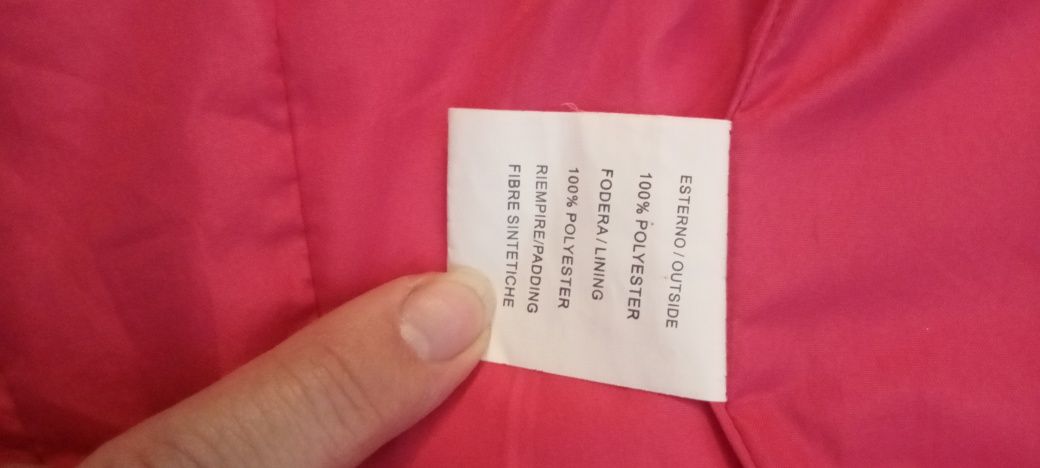 ESTERNO / OUTSIDE
100% POLYESTER
FODERA / LINING
100% POLYESTER
RIEMPIRE/PADDING
FIBRE SINTETICHE